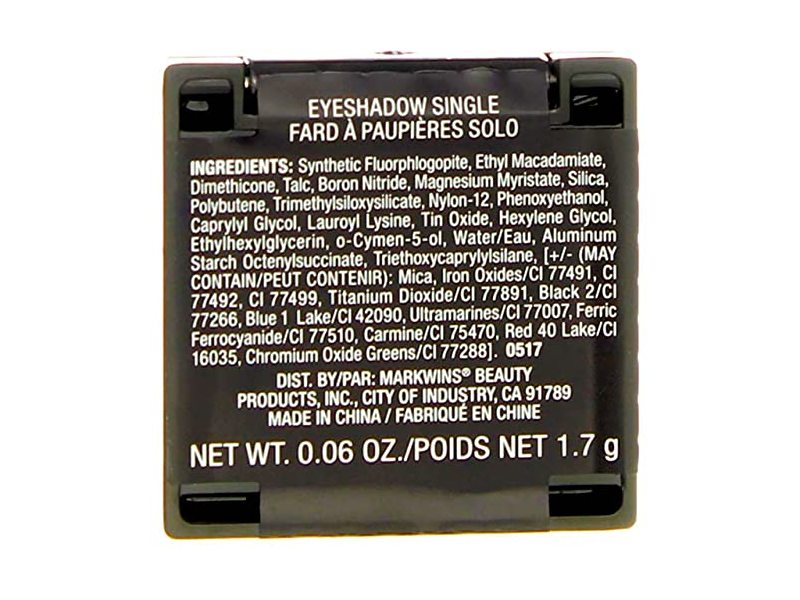 EYESHADOW SINGLE
FARD À PAUPIÈRES SOLO
INGREDIENTS: Synthetic Fluorphlogopite, Ethyl Macadamiate,
Dimethicone, Talc, Boron Nitride, Magnesium Myristate, Silica,
Polybutene, Trimethylsiloxysilicate, Nylon-12, Phenoxyethanol,
Caprylyl Glycol, Lauroyl Lysine, Tin Oxide, Hexylene Glycol,
Ethylhexylglycerin, o-Cymen-5-ol, Water/Eau, Aluminum
Starch Octenylsuccinate, Triethoxycaprylylsilane, [+/- (MAY
CONTAIN/PEUT CONTENIR): Mica, Iron Oxides/CI 77491, CI
77492, CI 77499, Titanium Dioxide/CI 77891, Black 2/CI
77266, Blue 1 Lake/CI 42090, Ultramarines/CI 77007, Ferric
Ferrocyanide/CI 77510, Carmine/CI 75470, Red 40 Lake/CI
16035, Chromium Oxide Greens/CI 77288]. 0517
DIST. BY/PAR: MARKWINS® BEAUTY
PRODUCTS, INC., CITY OF INDUSTRY, CA 91789
MADE IN CHINA / FABRIQUÉ EN CHINE
NET WT. 0.06 OZ./POIDS NET 1.7 g